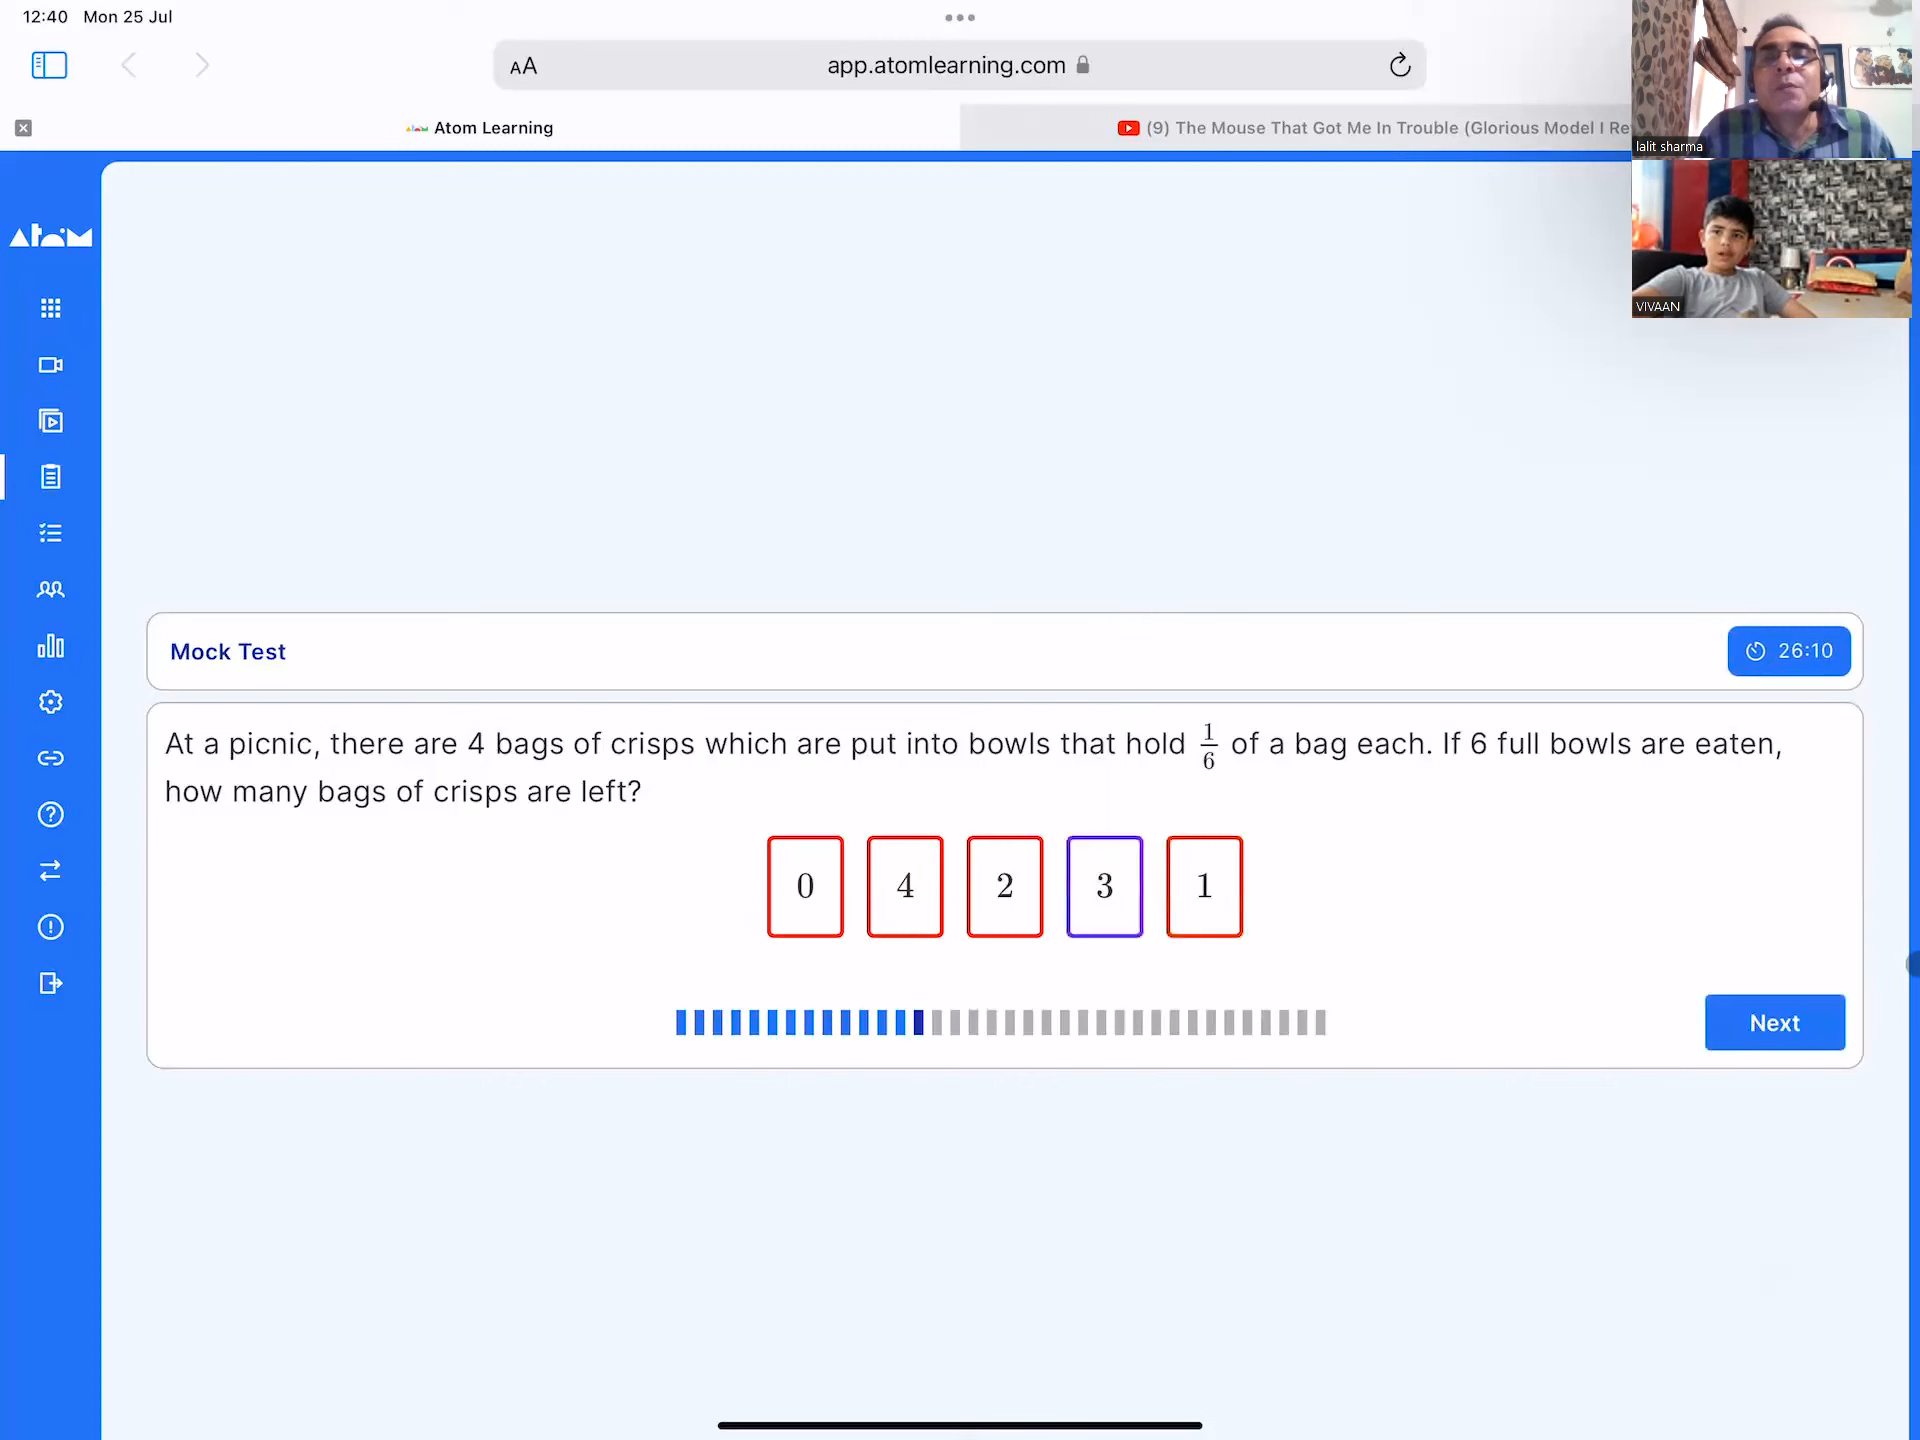 12:40 Mon 25 Jul
AA app.atomlearning.com
Atom Learning
(9) The Mouse That Got Me In Trouble (Glorious Model I Re
lalit sharma
VIVAAN
Atom
Mock Test
26:10
At a picnic, there are 4 bags of crisps which are put into bowls that hold 1/6 of a bag each. If 6 full bowls are eaten,
how many bags of crisps are left?
0 4 2 3 1
Next